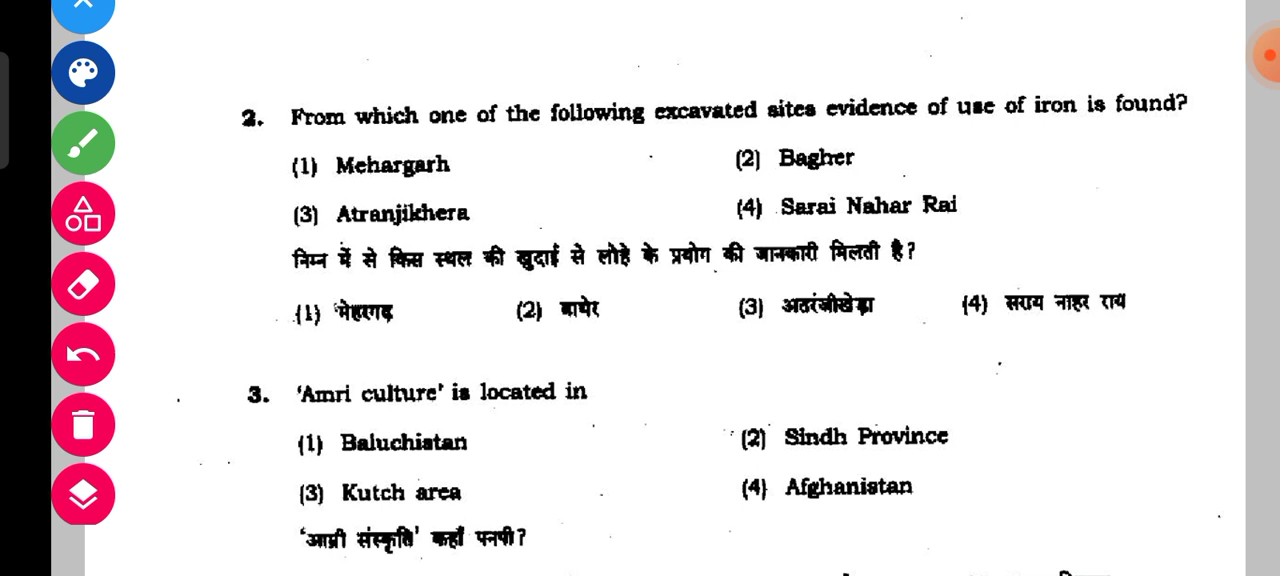 2. From which one of the following excavated sites evidence of use of iron is found?
(1) Mehargarh (2) Bagher
(3) Atranjikhera (4) Sarai Nahar Rai
निम्न में से किस स्थल की खुदाई से लोहे के प्रयोग की जानकारी मिलती है?
(1) मेहरगढ़ (2) बाघेर (3) अतरंजीखेड़ा (4) सराय नाहर राय
3. 'Amri culture' is located in
(1) Baluchistan (2) Sindh Province
(3) Kutch area (4) Afghanistan
'आम्री संस्कृति' कहाँ पनपी?